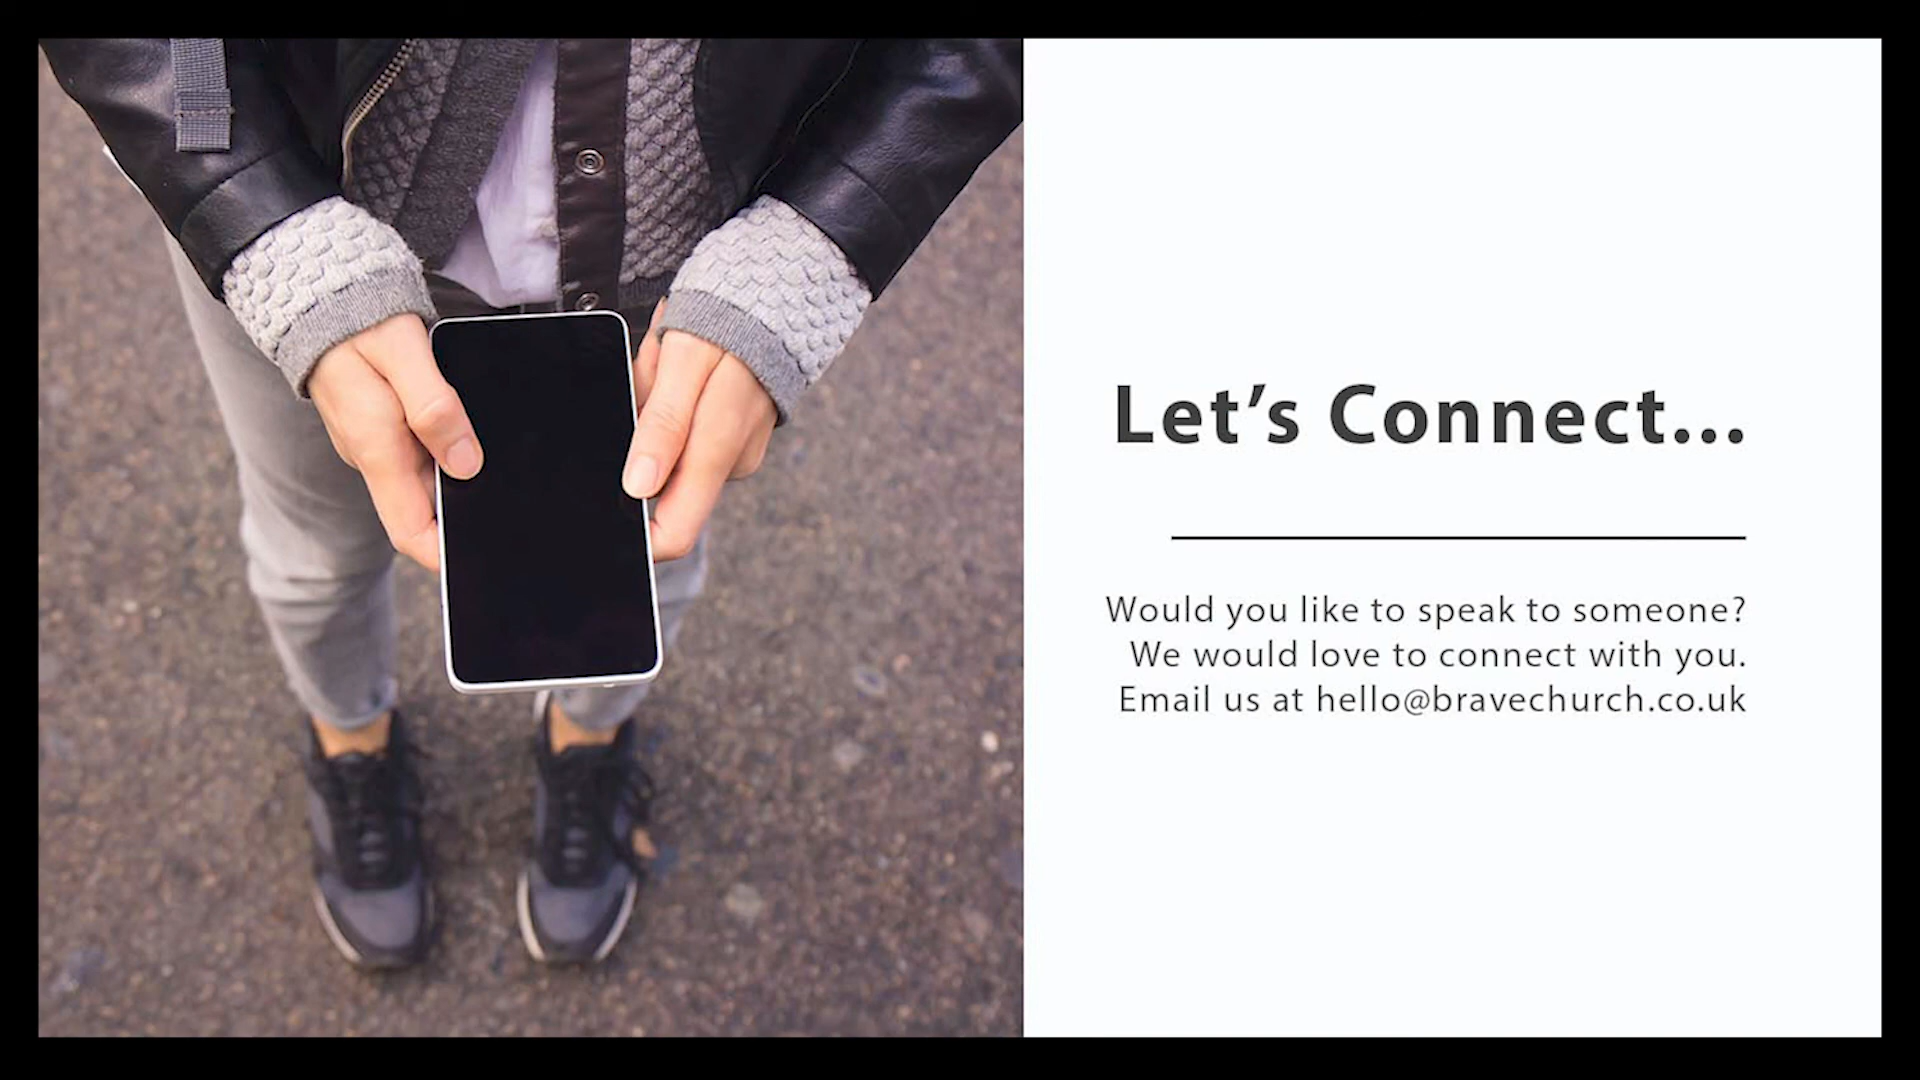 Let’s Connect...
Would you like to speak to someone?
We would love to connect with you.
Email us at hello@bravechurch.co.uk